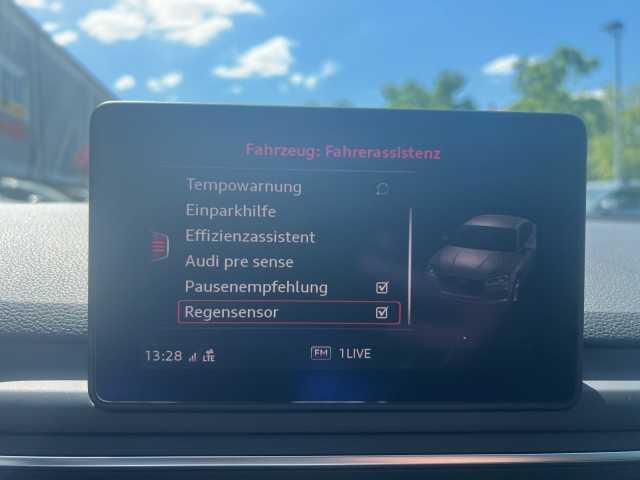 Fahrzeug: Fahrerassistenz
Tempowarnung
Einparkhilfe
Effizienzassistent
Audi pre sense
Pausenempfehlung
Regensensor
13:28 LTE FM 1LIVE